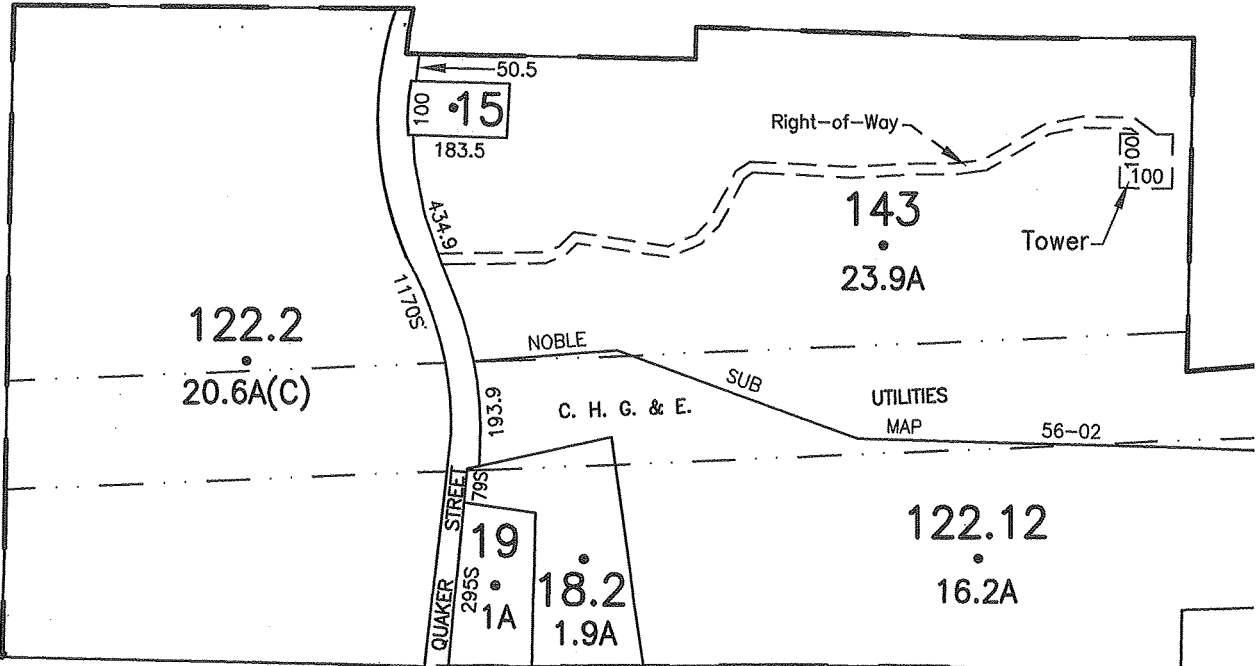 50.5
100
15
183.5
Right-of-Way
100
100
143
23.9A
Tower
434.9
1170S
122.2
20.6A(C)
NOBLE
SUB
UTILITIES
MAP
56-02
C. H. G. & E.
193.9
79S
QUAKER STREET
19
295S
1A
18.2
1.9A
122.12
16.2A